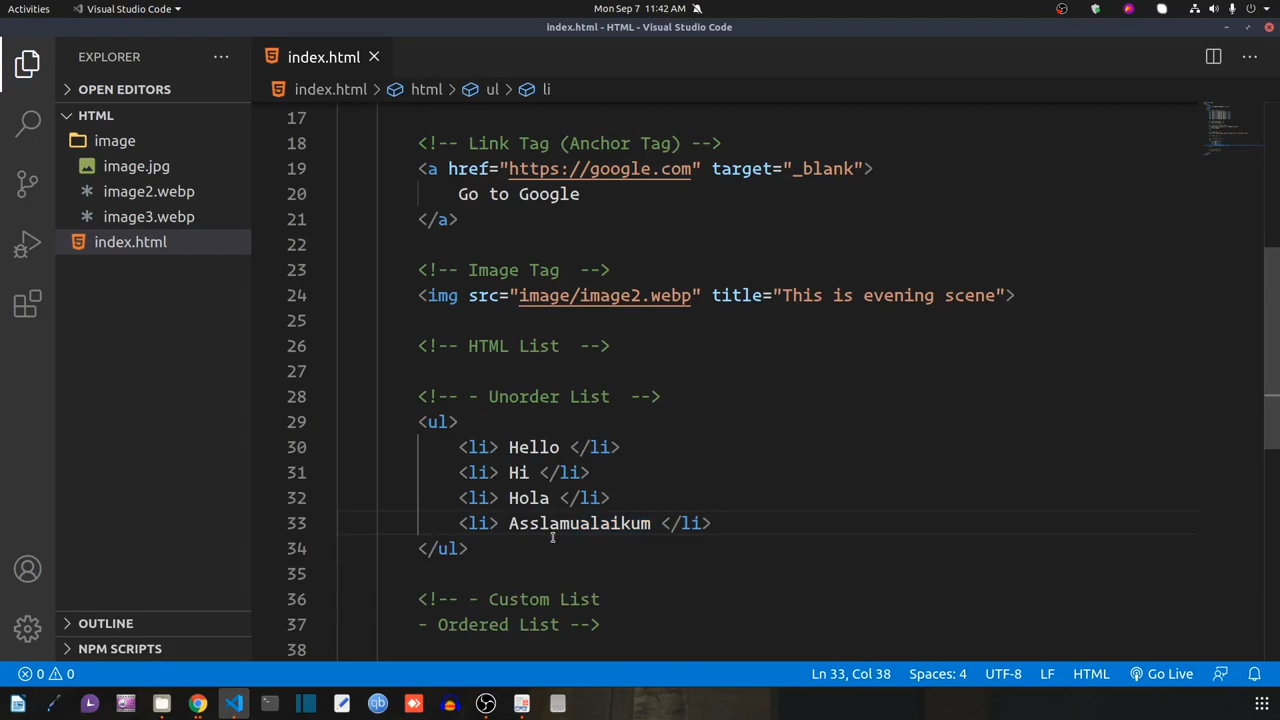 Activities
Visual Studio Code
Mon Sep 7 11:42 AM
index.html - HTML - Visual Studio Code
EXPLORER
index.html
OPEN EDITORS
index.html > html > ul > li
HTML
image
image.jpg
image2.webp
image3.webp
index.html
17
18 <!-- Link Tag (Anchor Tag) -->
19 <a href="https://google.com" target="_blank">
20 Go to Google
21 </a>
22
23 <!-- Image Tag  -->
24 <img src="image/image2.webp" title="This is evening scene">
25
26 <!-- HTML List  -->
27
28 <!-- - Unorder List  -->
29 <ul>
30 <li> Hello </li>
31 <li> Hi </li>
32 <li> Hola </li>
33 <li> Asslamualaikum </li>
34 </ul>
35
36 <!-- - Custom List
37 - Ordered List -->
38
OUTLINE
NPM SCRIPTS
0 0
Ln 33, Col 38
Spaces: 4
UTF-8
LF
HTML
Go Live